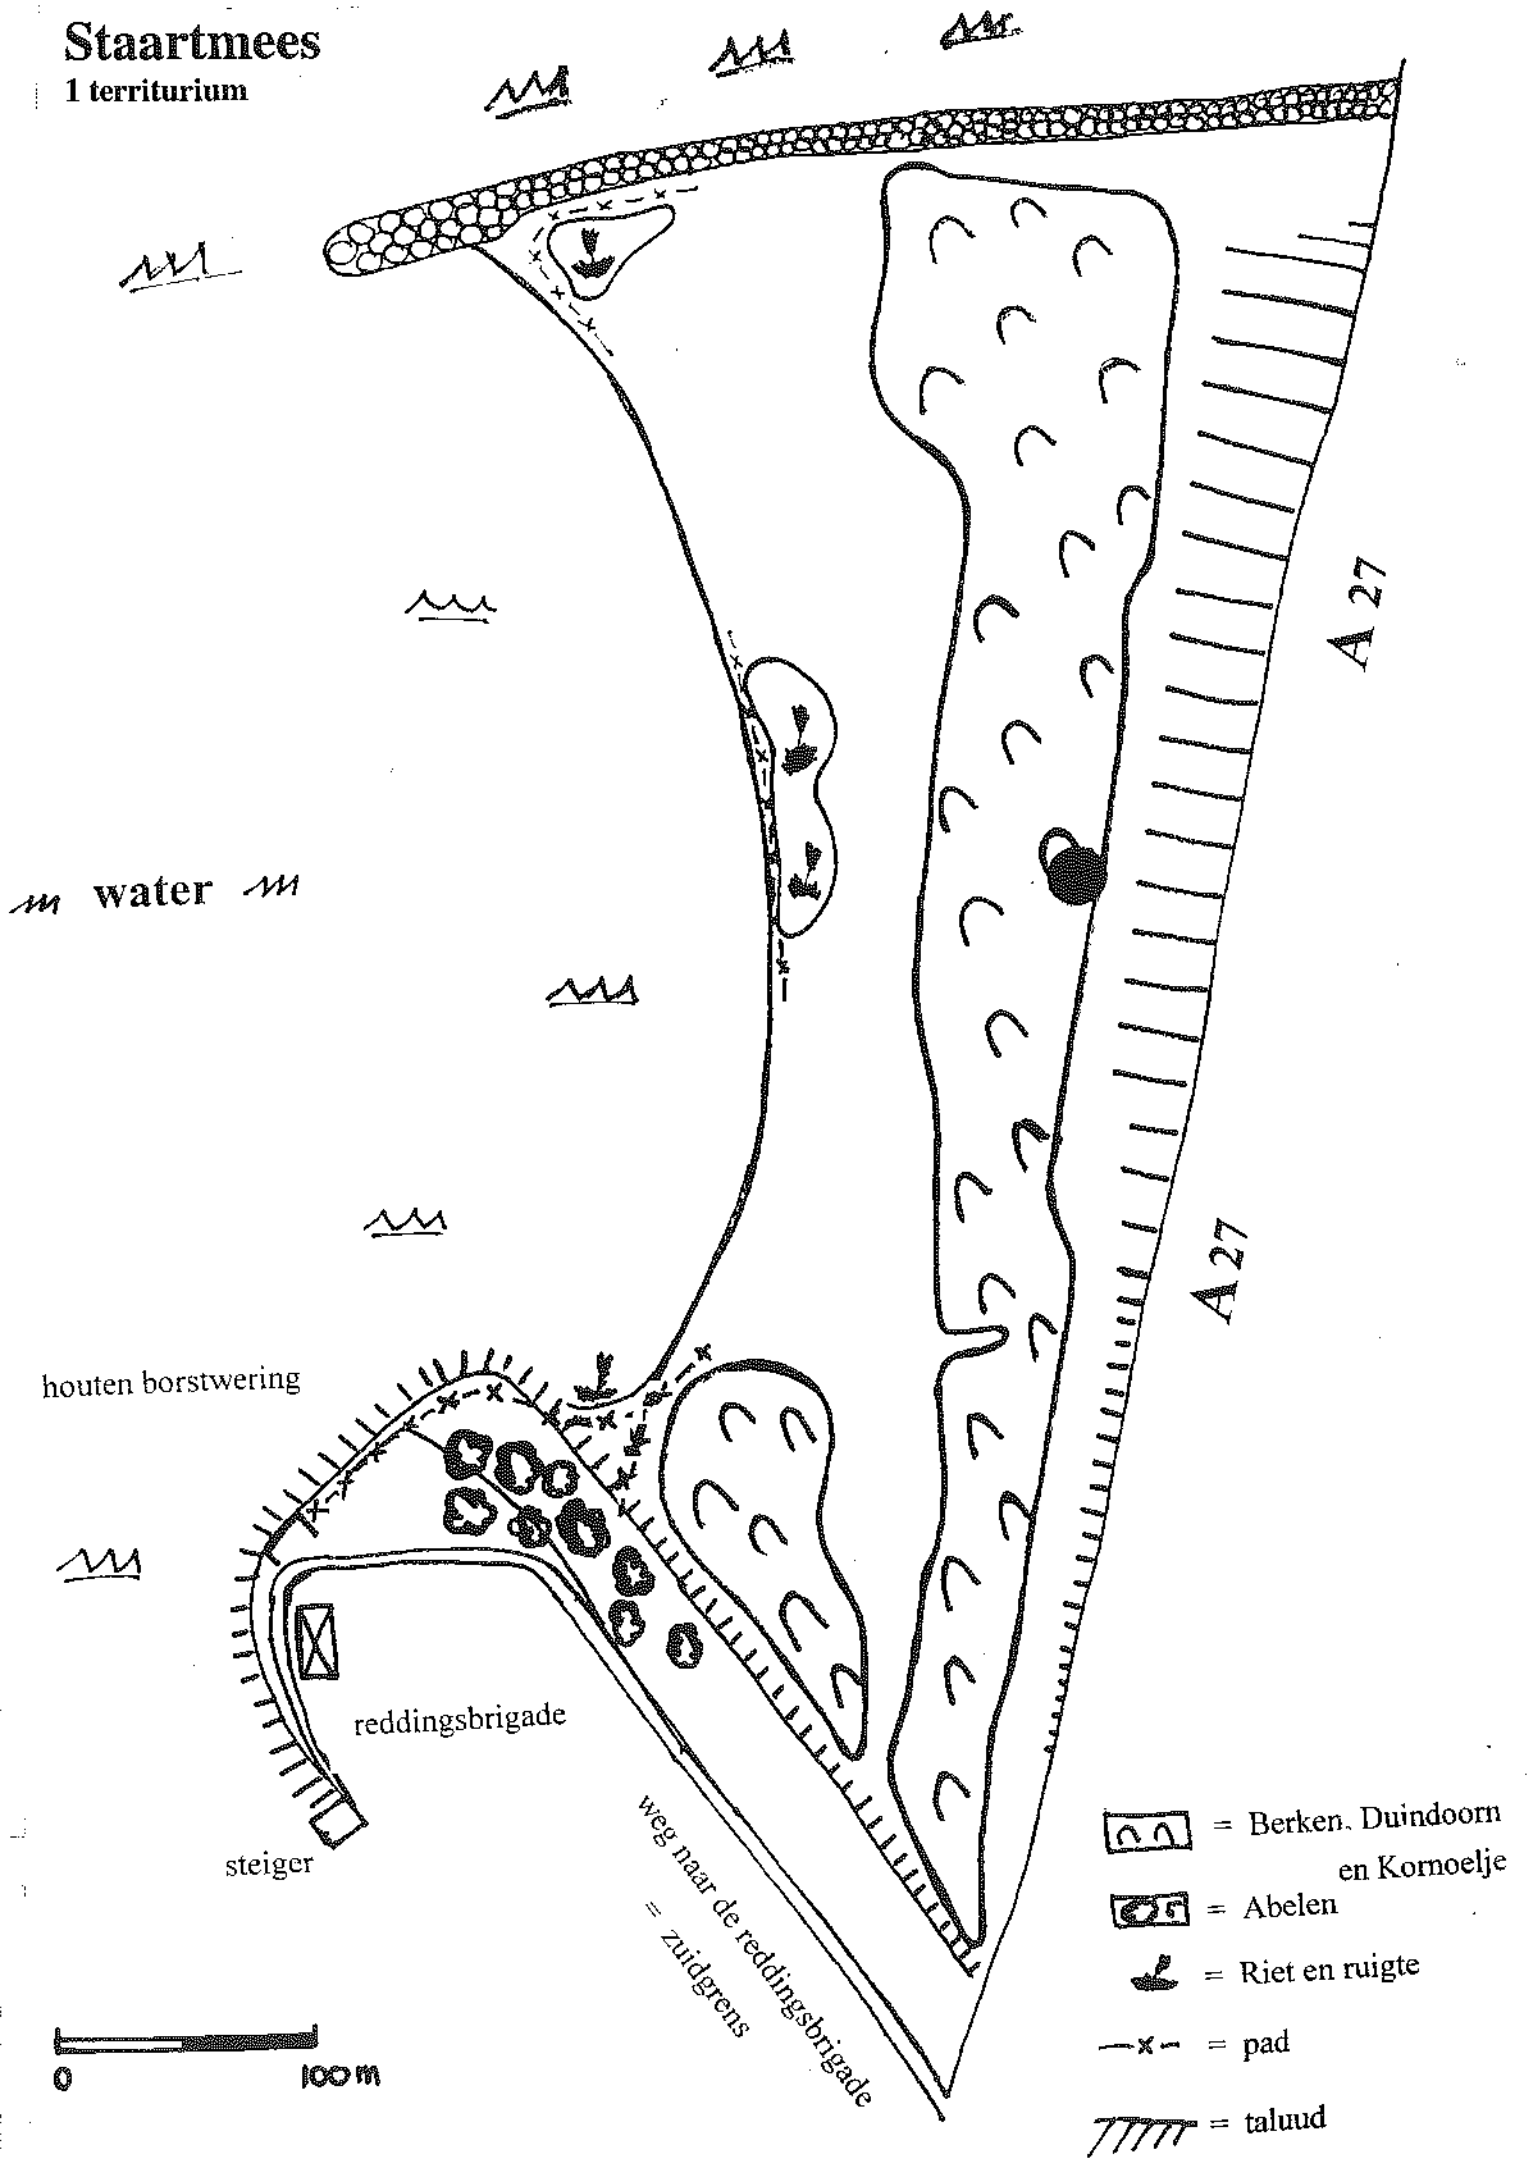 Staartmees
1 territurium
A 27
water
A 27
houten borstwering
reddingsbrigade
steiger
weg naar de reddingsbrigade
= zuidgrens
= Berken, Duindoorn
en Kornoelje
= Abelen
= Riet en ruigte
= pad
= taluud
0 100 m